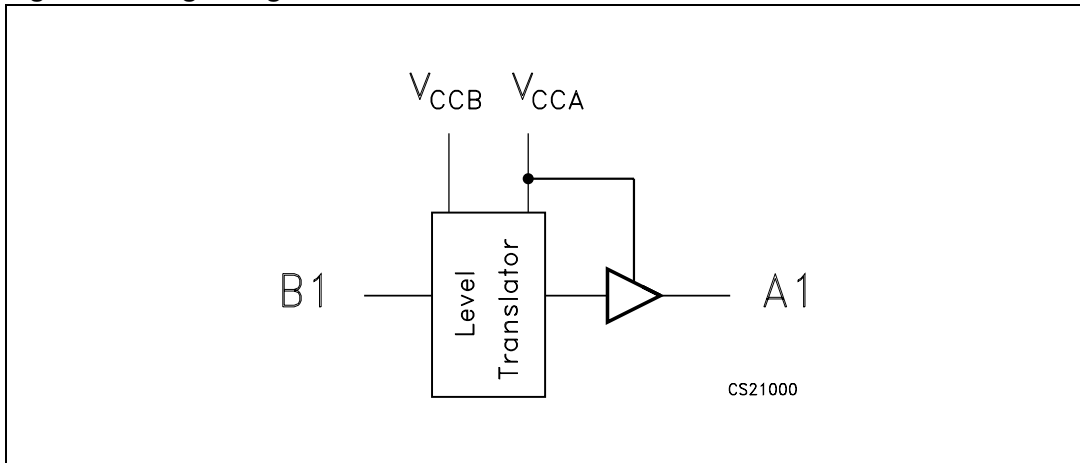 VCCB VCCA
B1
Level
Translator
A1
CS21000